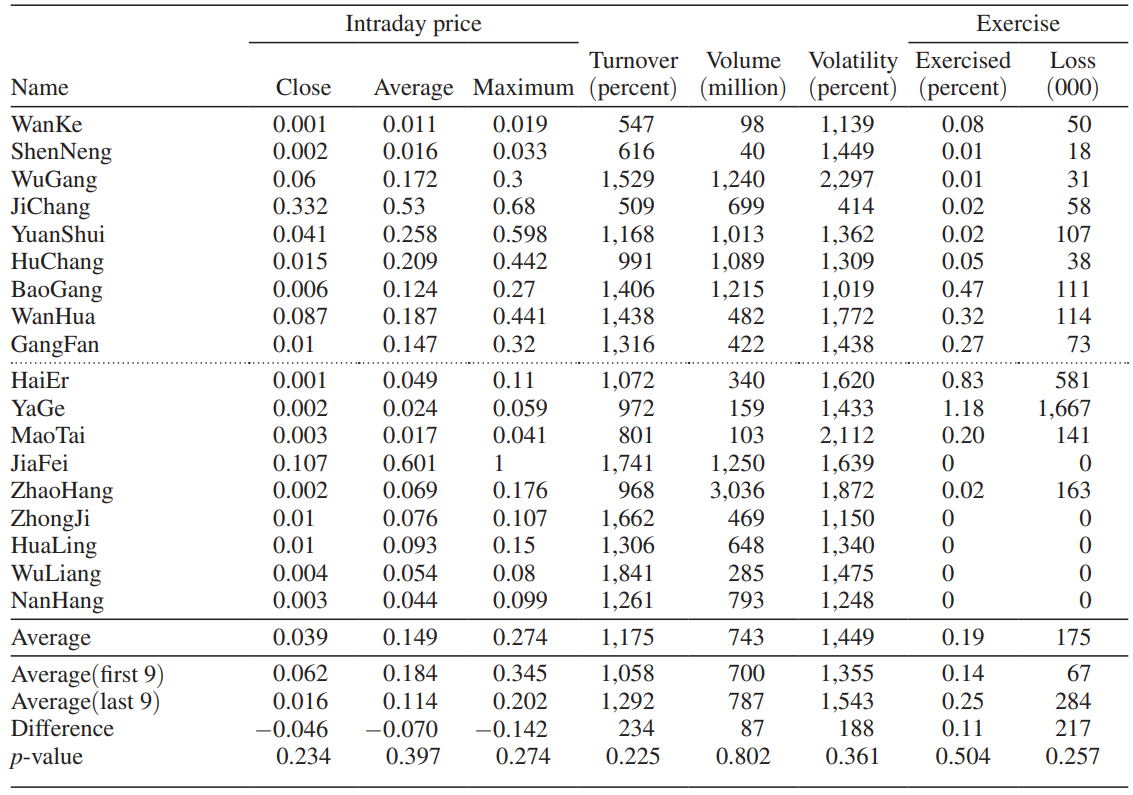 Intraday price Exercise
Turnover Volume Volatility Exercised Loss
Name Close Average Maximum (percent) (million) (percent) (percent) (000)
WanKe 0.001 0.011 0.019 547 98 1,139 0.08 50
ShenNeng 0.002 0.016 0.033 616 40 1,449 0.01 18
WuGang 0.06 0.172 0.3 1,529 1,240 2,297 0.01 31
JiChang 0.332 0.53 0.68 509 699 414 0.02 58
YuanShui 0.041 0.258 0.598 1,168 1,013 1,362 0.02 107
HuChang 0.015 0.209 0.442 991 1,089 1,309 0.05 38
BaoGang 0.006 0.124 0.27 1,406 1,215 1,019 0.47 111
WanHua 0.087 0.187 0.441 1,438 482 1,772 0.32 114
GangFan 0.01 0.147 0.32 1,316 422 1,438 0.27 73
HaiEr 0.001 0.049 0.11 1,072 340 1,620 0.83 581
YaGe 0.002 0.024 0.059 972 159 1,433 1.18 1,667
MaoTai 0.003 0.017 0.041 801 103 2,112 0.20 141
JiaFei 0.107 0.601 1 1,741 1,250 1,639 0 0
ZhaoHang 0.002 0.069 0.176 968 3,036 1,872 0.02 163
ZhongJi 0.01 0.076 0.107 1,662 469 1,150 0 0
HuaLing 0.01 0.093 0.15 1,306 648 1,340 0 0
WuLiang 0.004 0.054 0.08 1,841 285 1,475 0 0
NanHang 0.003 0.044 0.099 1,261 793 1,248 0 0
Average 0.039 0.149 0.274 1,175 743 1,449 0.19 175
Average(first 9) 0.062 0.184 0.345 1,058 700 1,355 0.14 67
Average(last 9) 0.016 0.114 0.202 1,292 787 1,543 0.25 284
Difference −0.046 −0.070 −0.142 234 87 188 0.11 217
p-value 0.234 0.397 0.274 0.225 0.802 0.361 0.504 0.257